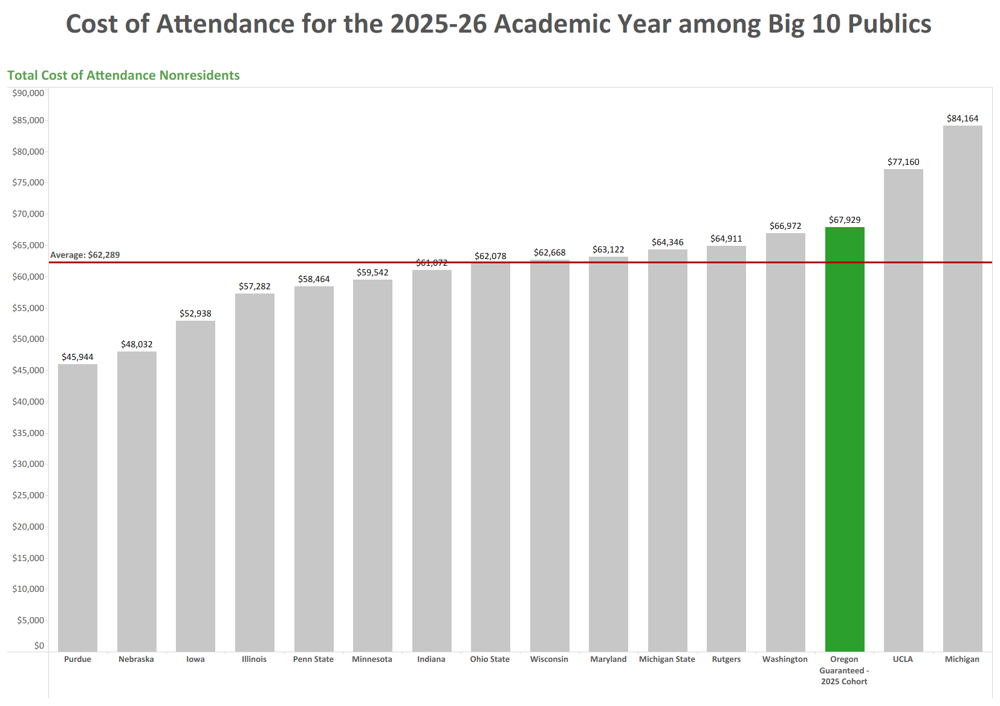 Cost of Attendance for the 2025-26 Academic Year among Big 10 Publics
Total Cost of Attendance Nonresidents
$90,000
$85,000
$80,000
$75,000
$70,000
$65,000
$60,000
$55,000
$50,000
$45,000
$40,000
$35,000
$30,000
$25,000
$20,000
$15,000
$10,000
$5,000
$0
Average: $62,289
$45,944
$48,032
$52,938
$57,282
$58,464
$59,542
$61,072
$62,078
$62,668
$63,122
$64,346
$64,911
$66,972
$67,929
$77,160
$84,164
Purdue
Nebraska
Iowa
Illinois
Penn State
Minnesota
Indiana
Ohio State
Wisconsin
Maryland
Michigan State
Rutgers
Washington
Oregon
Guaranteed -
2025 Cohort
UCLA
Michigan